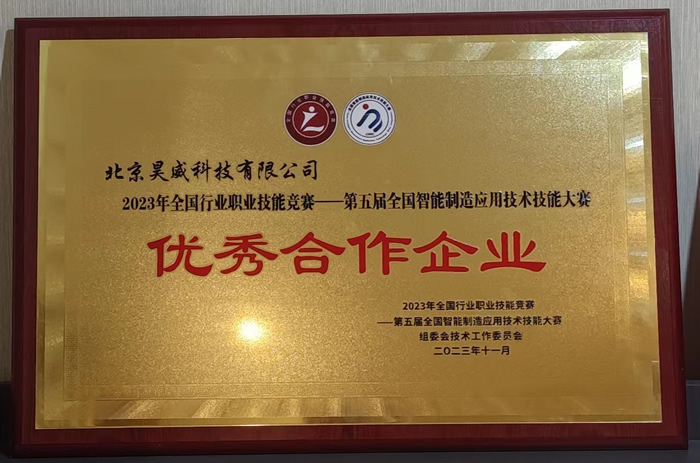 北京昊威科技有限公司
2023年全国行业职业技能竞赛——第五届全国智能制造应用技术技能大赛
优秀合作企业
2023年全国行业职业技能竞赛
——第五届全国智能制造应用技术技能大赛
组委会技术工作委员会
二〇二三年十一月